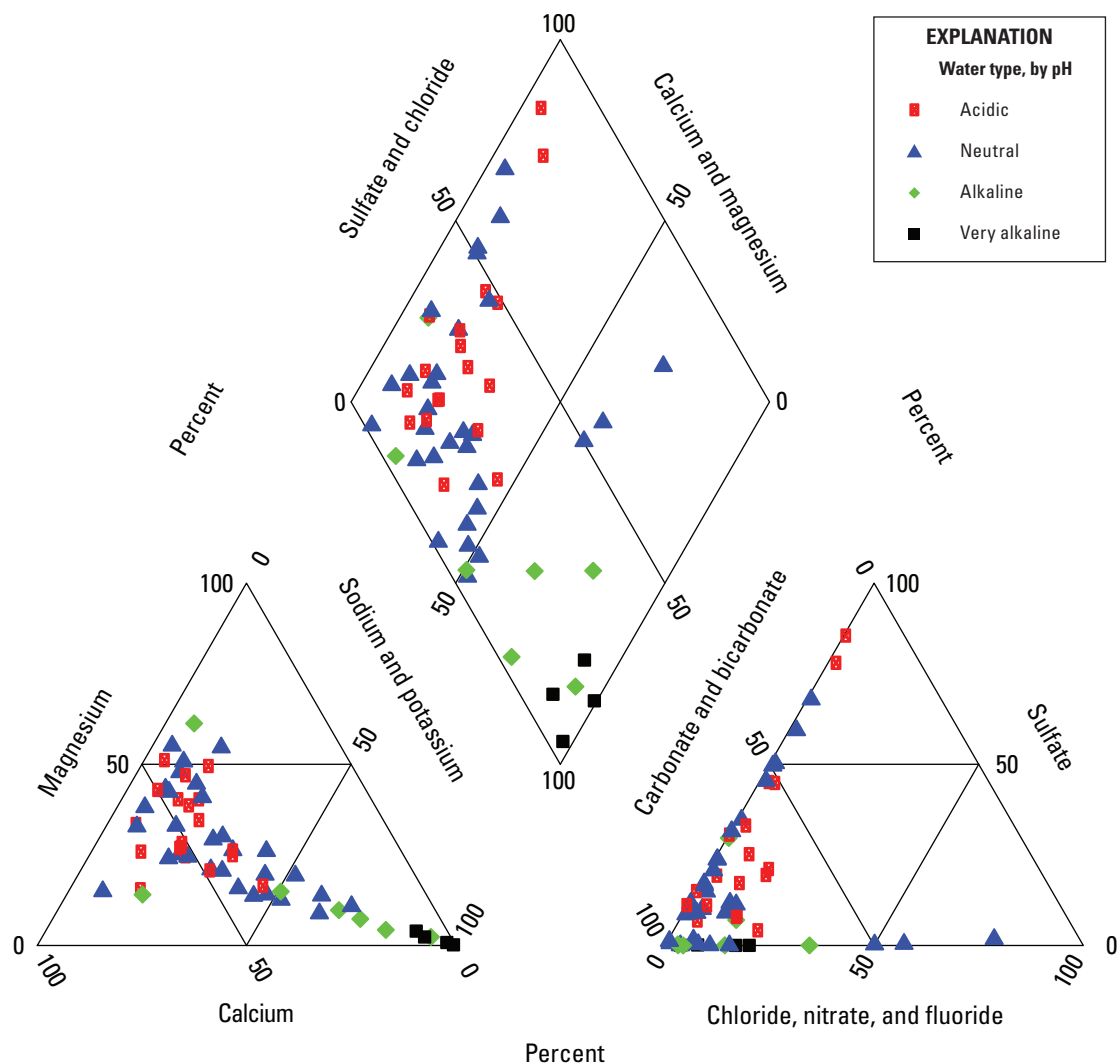 100
EXPLANATION
Water type, by pH
Acidic
Neutral
Alkaline
Very alkaline
Sulfate and chloride
Calcium and magnesium
50
50
0
0
Percent
Percent
50
50
100
0
100
Magnesium
Sodium and potassium
50
50
0
100
100
50
0
Calcium
0
100
Carbonate and bicarbonate
Sulfate
50
50
100
0
0
50
100
Chloride, nitrate, and fluoride
Percent